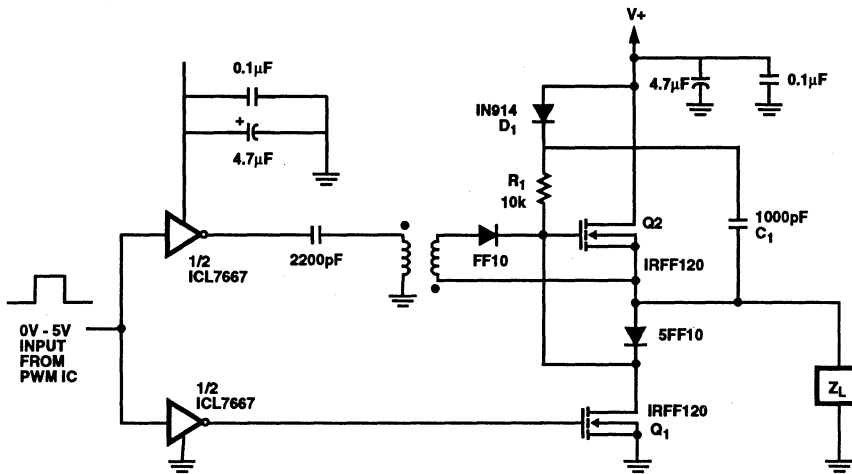 V+
0.1μF
+
4.7μF
4.7μF
0.1μF
IN914
D1
R1
10k
1000pF
C1
Q2
IRFF120
1/2
ICL7667
2200pF
FF10
5FF10
0V - 5V
INPUT
FROM
PWM IC
1/2
ICL7667
IRFF120
Q1
ZL